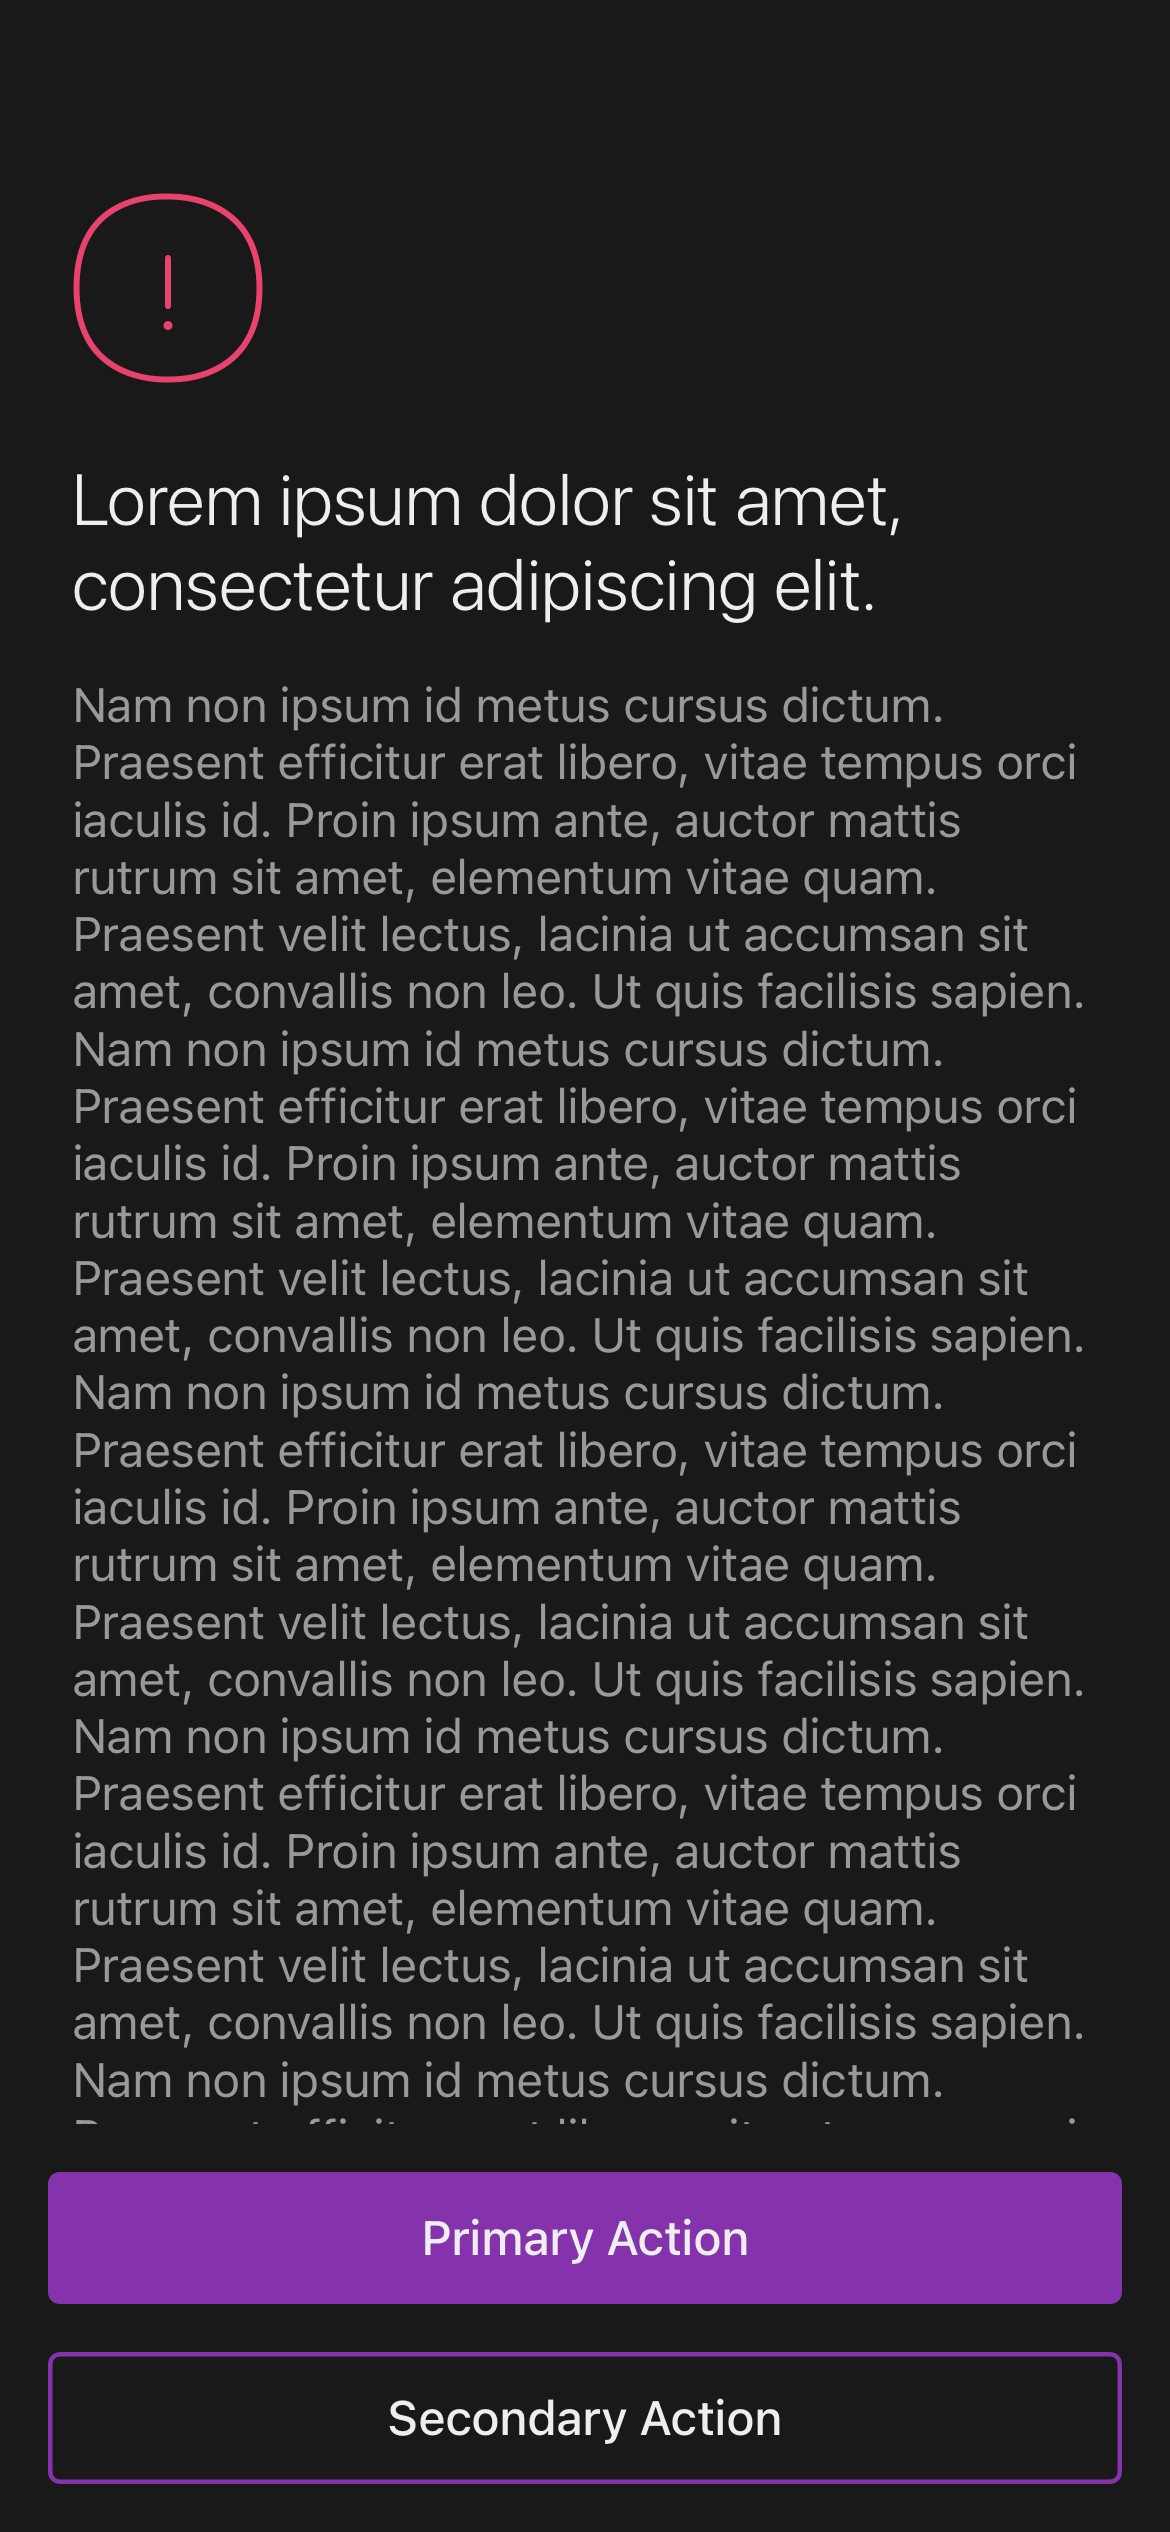 Lorem ipsum dolor sit amet,
consectetur adipiscing elit.
Nam non ipsum id metus cursus dictum.
Praesent efficitur erat libero, vitae tempus orci
iaculis id. Proin ipsum ante, auctor mattis
rutrum sit amet, elementum vitae quam.
Praesent velit lectus, lacinia ut accumsan sit
amet, convallis non leo. Ut quis facilisis sapien.
Nam non ipsum id metus cursus dictum.
Praesent efficitur erat libero, vitae tempus orci
iaculis id. Proin ipsum ante, auctor mattis
rutrum sit amet, elementum vitae quam.
Praesent velit lectus, lacinia ut accumsan sit
amet, convallis non leo. Ut quis facilisis sapien.
Nam non ipsum id metus cursus dictum.
Praesent efficitur erat libero, vitae tempus orci
iaculis id. Proin ipsum ante, auctor mattis
rutrum sit amet, elementum vitae quam.
Praesent velit lectus, lacinia ut accumsan sit
amet, convallis non leo. Ut quis facilisis sapien.
Nam non ipsum id metus cursus dictum.
Praesent efficitur erat libero, vitae tempus orci
iaculis id. Proin ipsum ante, auctor mattis
rutrum sit amet, elementum vitae quam.
Praesent velit lectus, lacinia ut accumsan sit
amet, convallis non leo. Ut quis facilisis sapien.
Nam non ipsum id metus cursus dictum.
Primary Action
Secondary Action